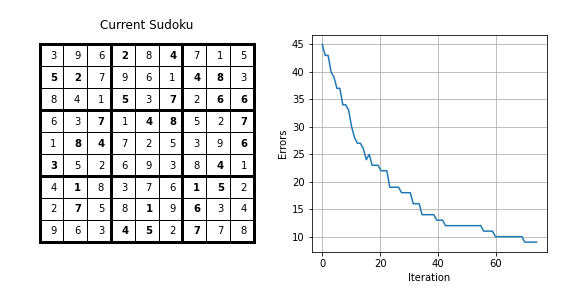 Current Sudoku
3 9 6 2 8 4 7 1 5
5 2 7 9 6 1 4 8 3
8 4 1 5 3 7 2 6 6
6 3 7 1 4 8 5 2 7
1 8 4 7 2 5 3 9 6
3 5 2 6 9 3 8 4 1
4 1 8 3 7 6 1 5 2
2 7 5 8 1 9 6 3 4
9 6 3 4 5 2 7 7 8
45
40
35
30
25
20
15
10
Errors
0 20 40 60
Iteration